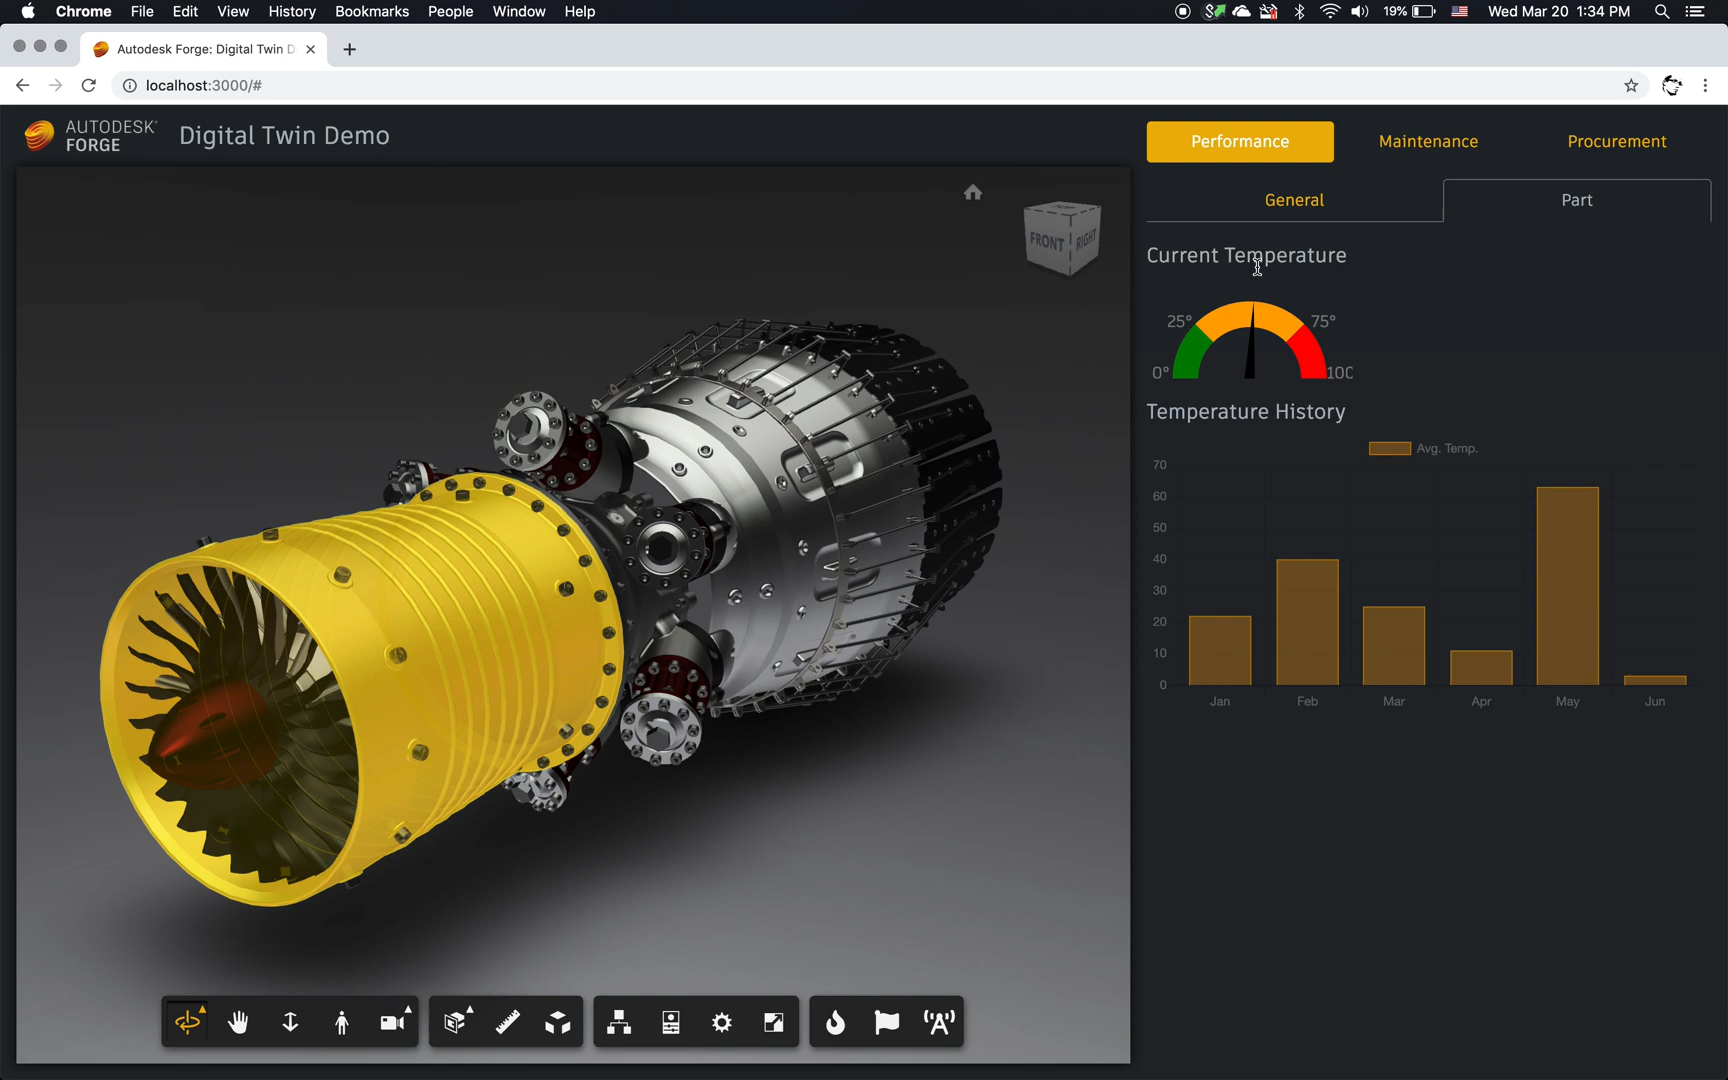 Chrome File Edit View History Bookmarks People Window Help 19% Wed Mar 20 1:34 PM
Autodesk Forge: Digital Twin D
localhost:3000/#
AUTODESK
FORGE
Digital Twin Demo
Performance Maintenance Procurement
General Part
TOP
FRONT RIGHT
Current Temperature
25° 75°
0° 100
Temperature History
Avg. Temp.
70
60
50
40
30
20
10
0
Jan Feb Mar Apr May Jun